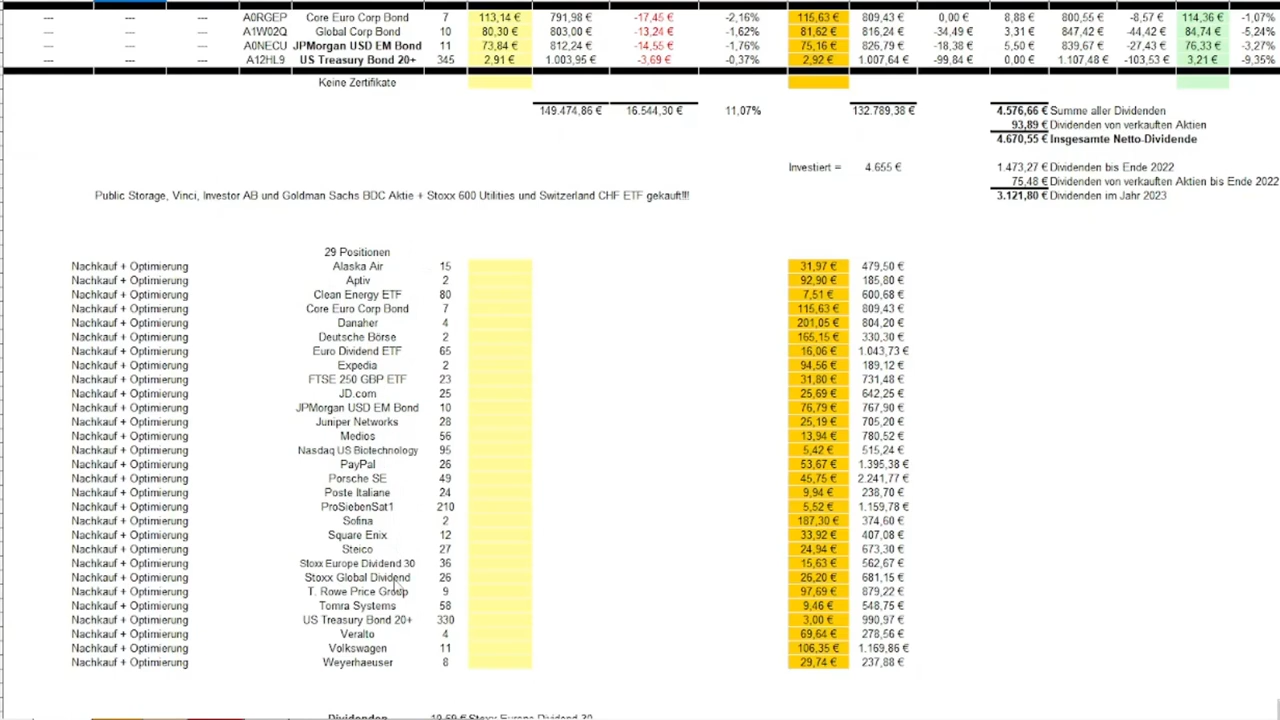 --- --- --- A0RGEP Core Euro Corp Bond 7 113,14 € 791,98 € -17,45 € -2,16% 115,63 € 809,43 € 0,00 € 8,88 € 800,55 € -8,57 € 114,36 € -1,07%
--- --- --- A1W02Q Global Corp Bond 10 80,30 € 803,00 € -13,24 € -1,62% 81,62 € 816,24 € -34,49 € 3,31 € 847,42 € -44,42 € 84,74 € -5,24%
--- --- --- A0NECU JPMorgan USD EM Bond 11 73,84 € 812,24 € -14,55 € -1,76% 75,16 € 826,79 € -18,38 € 5,50 € 839,67 € -27,43 € 76,33 € -3,27%
--- --- --- A12HL9 US Treasury Bond 20+ 345 2,91 € 1.003,95 € -3,69 € -0,37% 2,92 € 1.007,64 € -99,84 € 0,00 € 1.107,48 € -103,53 € 3,21 € -9,35%
Keine Zertifikate
149.474,86 € 16.544,30 € 11,07% 132.789,38 € 4.576,66 € Summe aller Dividenden
93,89 € Dividenden von verkauften Aktien
4.670,55 € Insgesamte Netto-Dividende
Investiert = 4.655 € 1.473,27 € Dividenden bis Ende 2022
75,48 € Dividenden von verkauften Aktien bis Ende 2022
Public Storage, Vinci, Investor AB und Goldman Sachs BDC Aktie + Stoxx 600 Utilities und Switzerland CHF ETF gekauft!!! 3.121,80 € Dividenden im Jahr 2023
29 Positionen
Nachkauf + Optimierung Alaska Air 15 31,97 € 479,50 €
Nachkauf + Optimierung Aptiv 2 92,90 € 185,80 €
Nachkauf + Optimierung Clean Energy ETF 80 7,51 € 600,68 €
Nachkauf + Optimierung Core Euro Corp Bond 7 115,63 € 809,43 €
Nachkauf + Optimierung Danaher 4 201,05 € 804,20 €
Nachkauf + Optimierung Deutsche Börse 2 165,15 € 330,30 €
Nachkauf + Optimierung Euro Dividend ETF 65 16,06 € 1.043,73 €
Nachkauf + Optimierung Expedia 2 94,56 € 189,12 €
Nachkauf + Optimierung FTSE 250 GBP ETF 23 31,80 € 731,48 €
Nachkauf + Optimierung JD.com 25 25,69 € 642,25 €
Nachkauf + Optimierung JPMorgan USD EM Bond 10 76,79 € 767,90 €
Nachkauf + Optimierung Juniper Networks 28 25,19 € 705,20 €
Nachkauf + Optimierung Medios 56 13,94 € 780,52 €
Nachkauf + Optimierung Nasdaq US Biotechnology 95 5,42 € 515,24 €
Nachkauf + Optimierung PayPal 26 53,67 € 1.395,38 €
Nachkauf + Optimierung Porsche SE 49 45,75 € 2.241,77 €
Nachkauf + Optimierung Poste Italiane 24 9,94 € 238,70 €
Nachkauf + Optimierung ProSiebenSat1 210 5,52 € 1.159,78 €
Nachkauf + Optimierung Sofina 2 187,30 € 374,60 €
Nachkauf + Optimierung Square Enix 12 33,92 € 407,08 €
Nachkauf + Optimierung Steico 27 24,94 € 673,30 €
Nachkauf + Optimierung Stoxx Europe Dividend 30 36 15,63 € 562,67 €
Nachkauf + Optimierung Stoxx Global Dividend 26 26,20 € 681,15 €
Nachkauf + Optimierung T. Rowe Price Group 9 97,69 € 879,22 €
Nachkauf + Optimierung Tomra Systems 58 9,46 € 548,75 €
Nachkauf + Optimierung US Treasury Bond 20+ 330 3,00 € 990,97 €
Nachkauf + Optimierung Veralto 4 69,64 € 278,56 €
Nachkauf + Optimierung Volkswagen 11 106,35 € 1.169,86 €
Nachkauf + Optimierung Weyerhaeuser 8 29,74 € 237,88 €
Dividenden